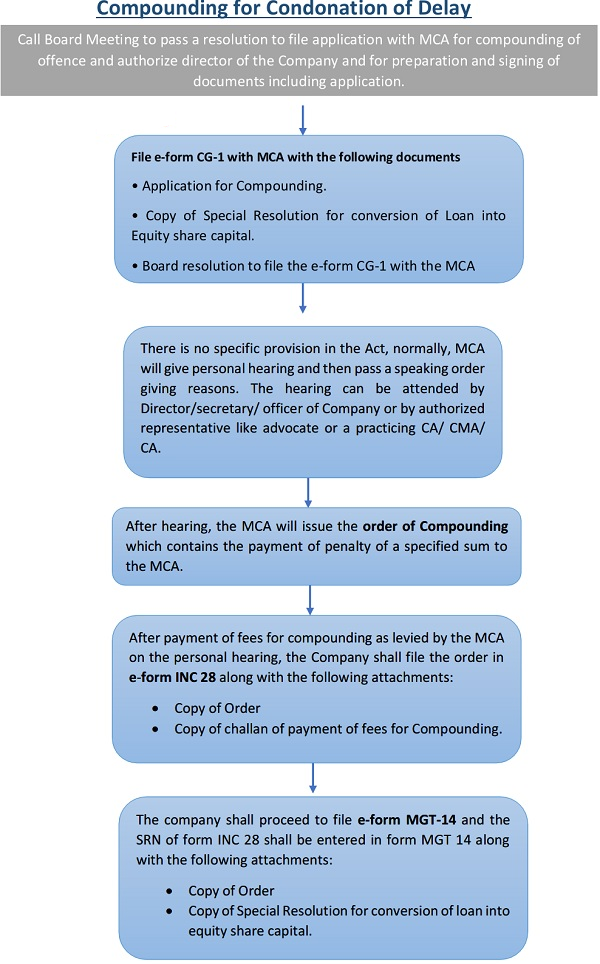 Compounding for Condonation of Delay
Call Board Meeting to pass a resolution to file application with MCA for compounding of
offence and authorize director of the Company and for preparation and signing of
documents including application.
File e-form CG-1 with MCA with the following documents
• Application for Compounding.
• Copy of Special Resolution for conversion of Loan into
Equity share capital.
• Board resolution to file the e-form CG-1 with the MCA
There is no specific provision in the Act, normally, MCA
will give personal hearing and then pass a speaking order
giving reasons. The hearing can be attended by
Director/secretary/ officer of Company or by authorized
representative like advocate or a practicing CA/ CMA/
CA.
After hearing, the MCA will issue the order of Compounding
which contains the payment of penalty of a specified sum to
the MCA.
After payment of fees for compounding as levied by the MCA
on the personal hearing, the Company shall file the order in
e-form INC 28 along with the following attachments:
• Copy of Order
• Copy of challan of payment of fees for Compounding.
The company shall proceed to file e-form MGT-14 and the
SRN of form INC 28 shall be entered in form MGT 14 along
with the following attachments:
• Copy of Order
• Copy of Special Resolution for conversion of loan into
equity share capital.